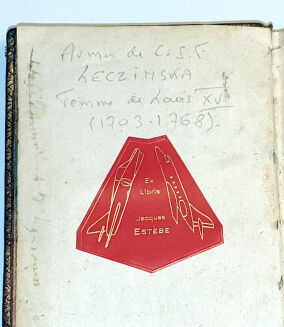 Armes de C. S. F.
LECZINSKA
Femme de Louis XV
(1703-1768)
Ex
Libris
Jacques
ESTÈBE